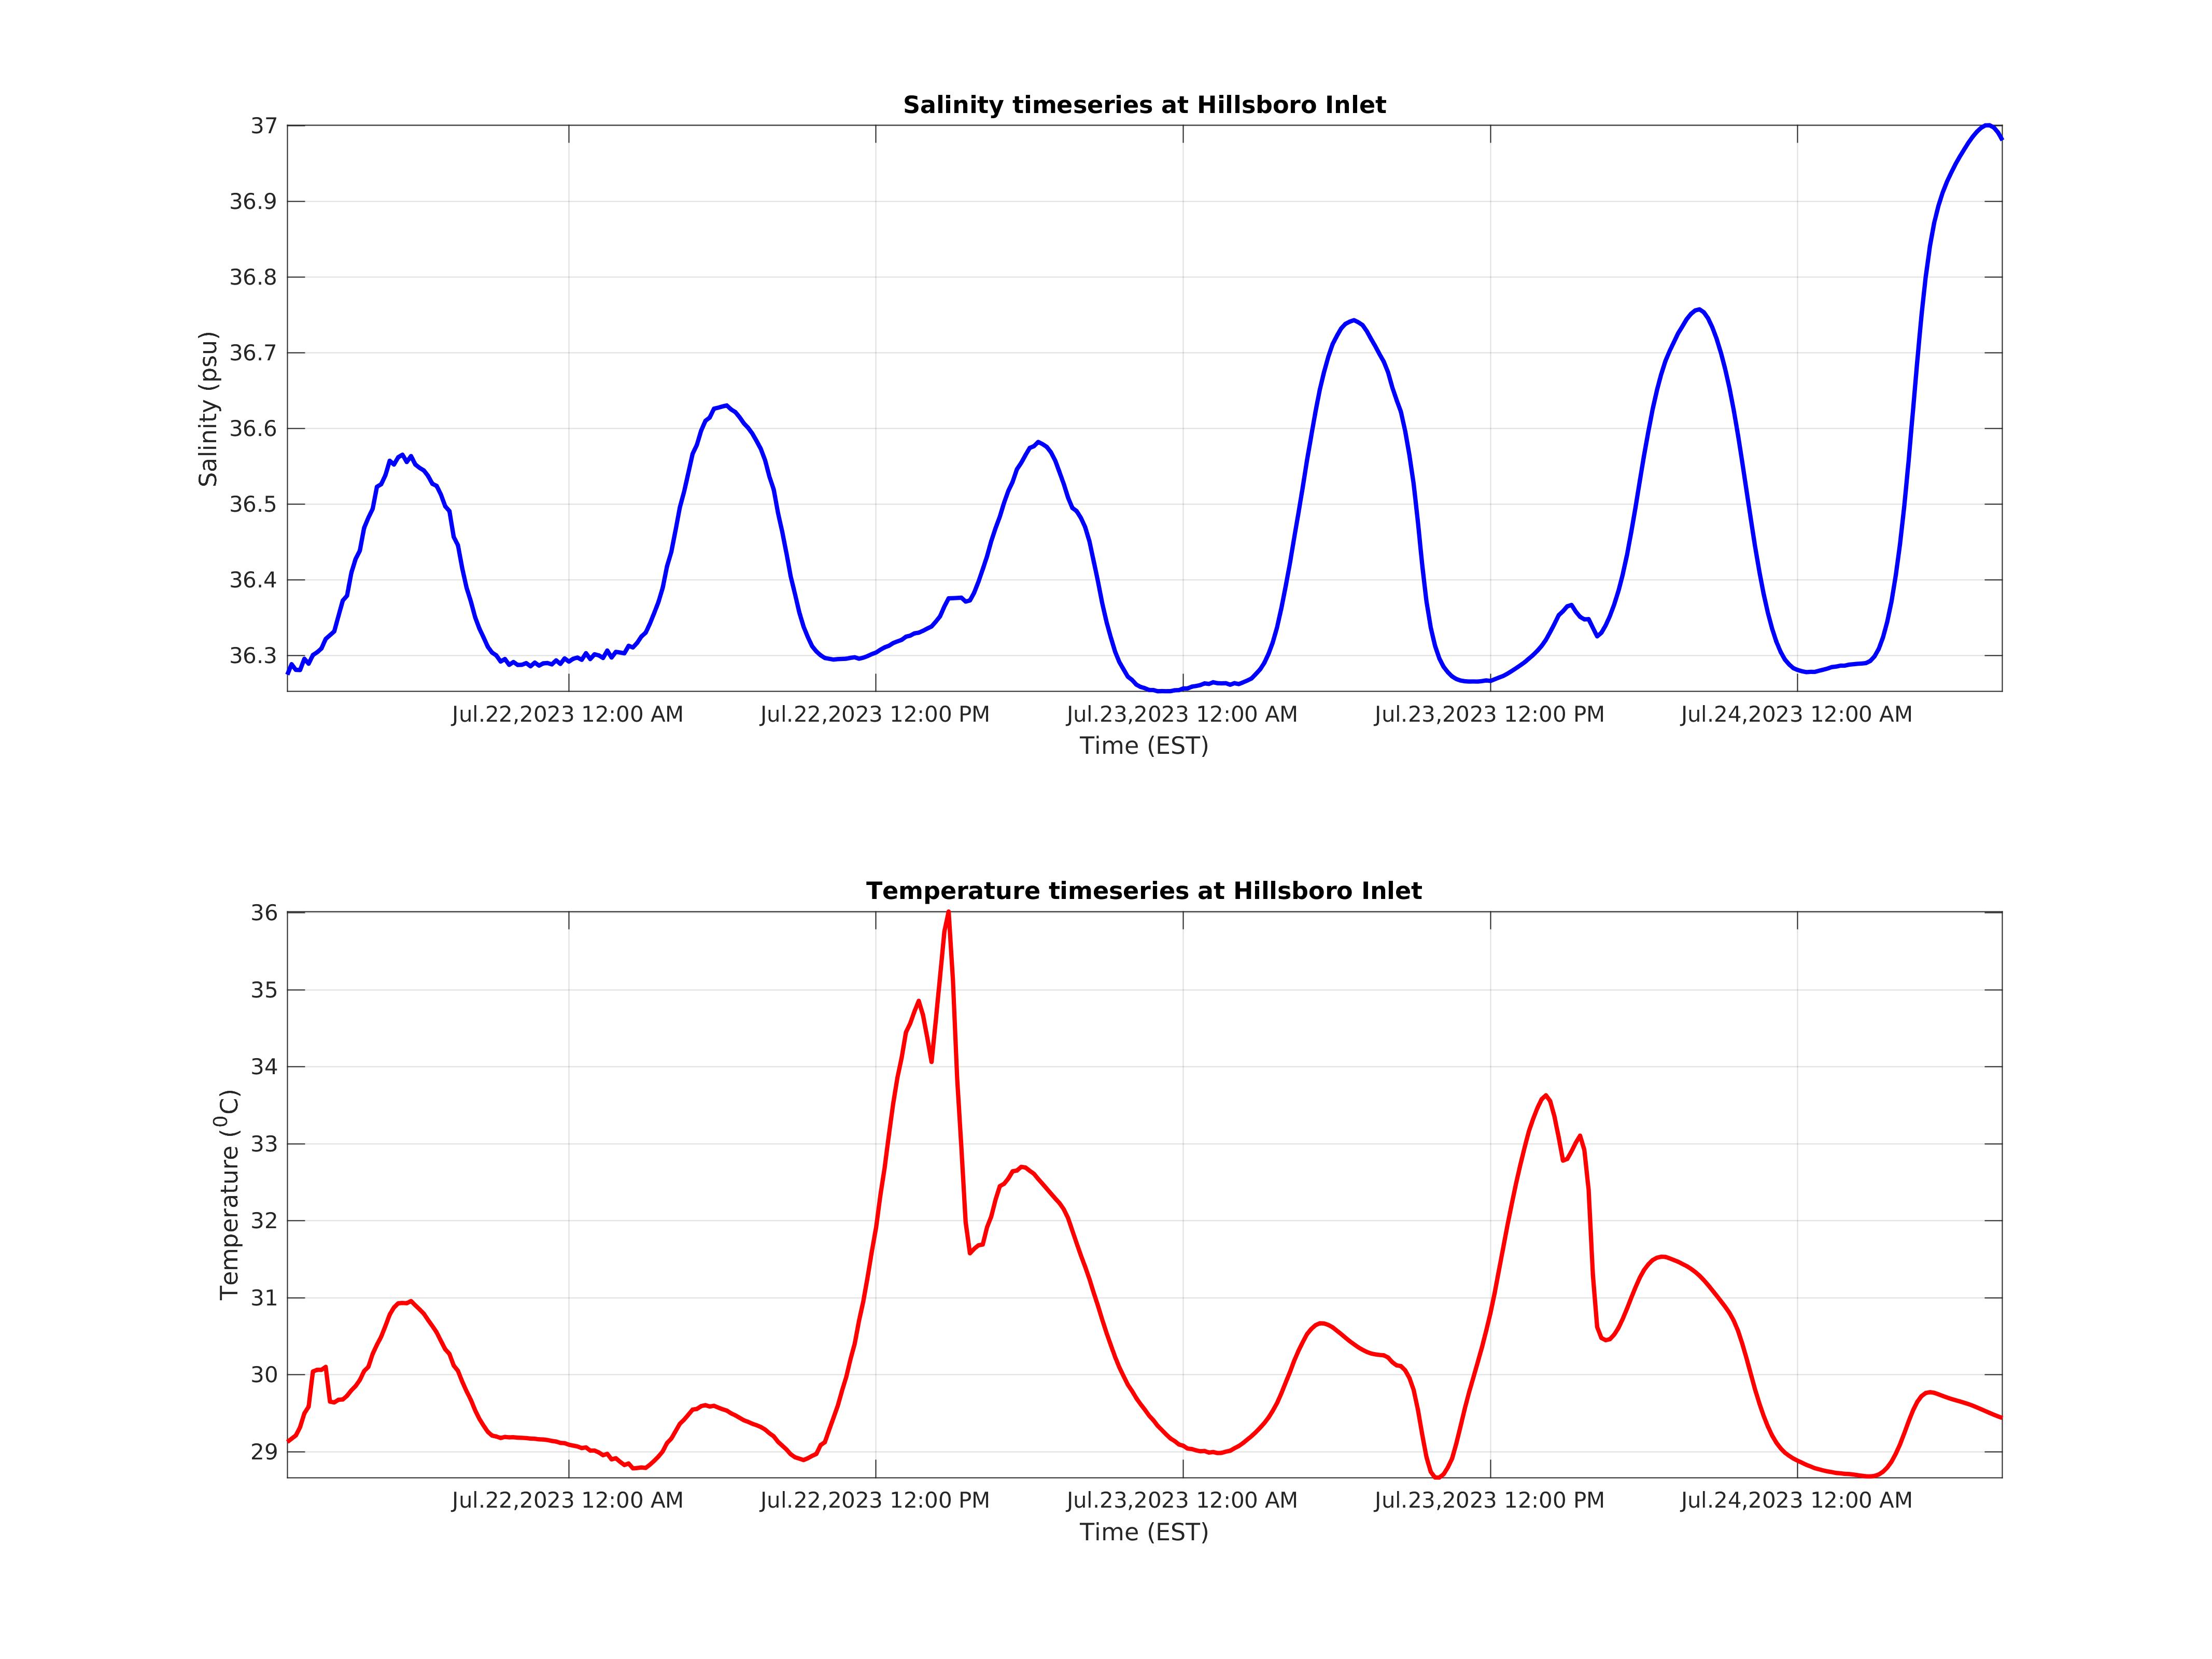 Salinity timeseries at Hillsboro Inlet
37
36.9
36.8
36.7
36.6
36.5
36.4
36.3
Salinity (psu)
Jul.22,2023 12:00 AM
Jul.22,2023 12:00 PM
Jul.23,2023 12:00 AM
Jul.23,2023 12:00 PM
Jul.24,2023 12:00 AM
Time (EST)
Temperature timeseries at Hillsboro Inlet
36
35
34
33
32
31
30
29
Temperature (⁰C)
Jul.22,2023 12:00 AM
Jul.22,2023 12:00 PM
Jul.23,2023 12:00 AM
Jul.23,2023 12:00 PM
Jul.24,2023 12:00 AM
Time (EST)